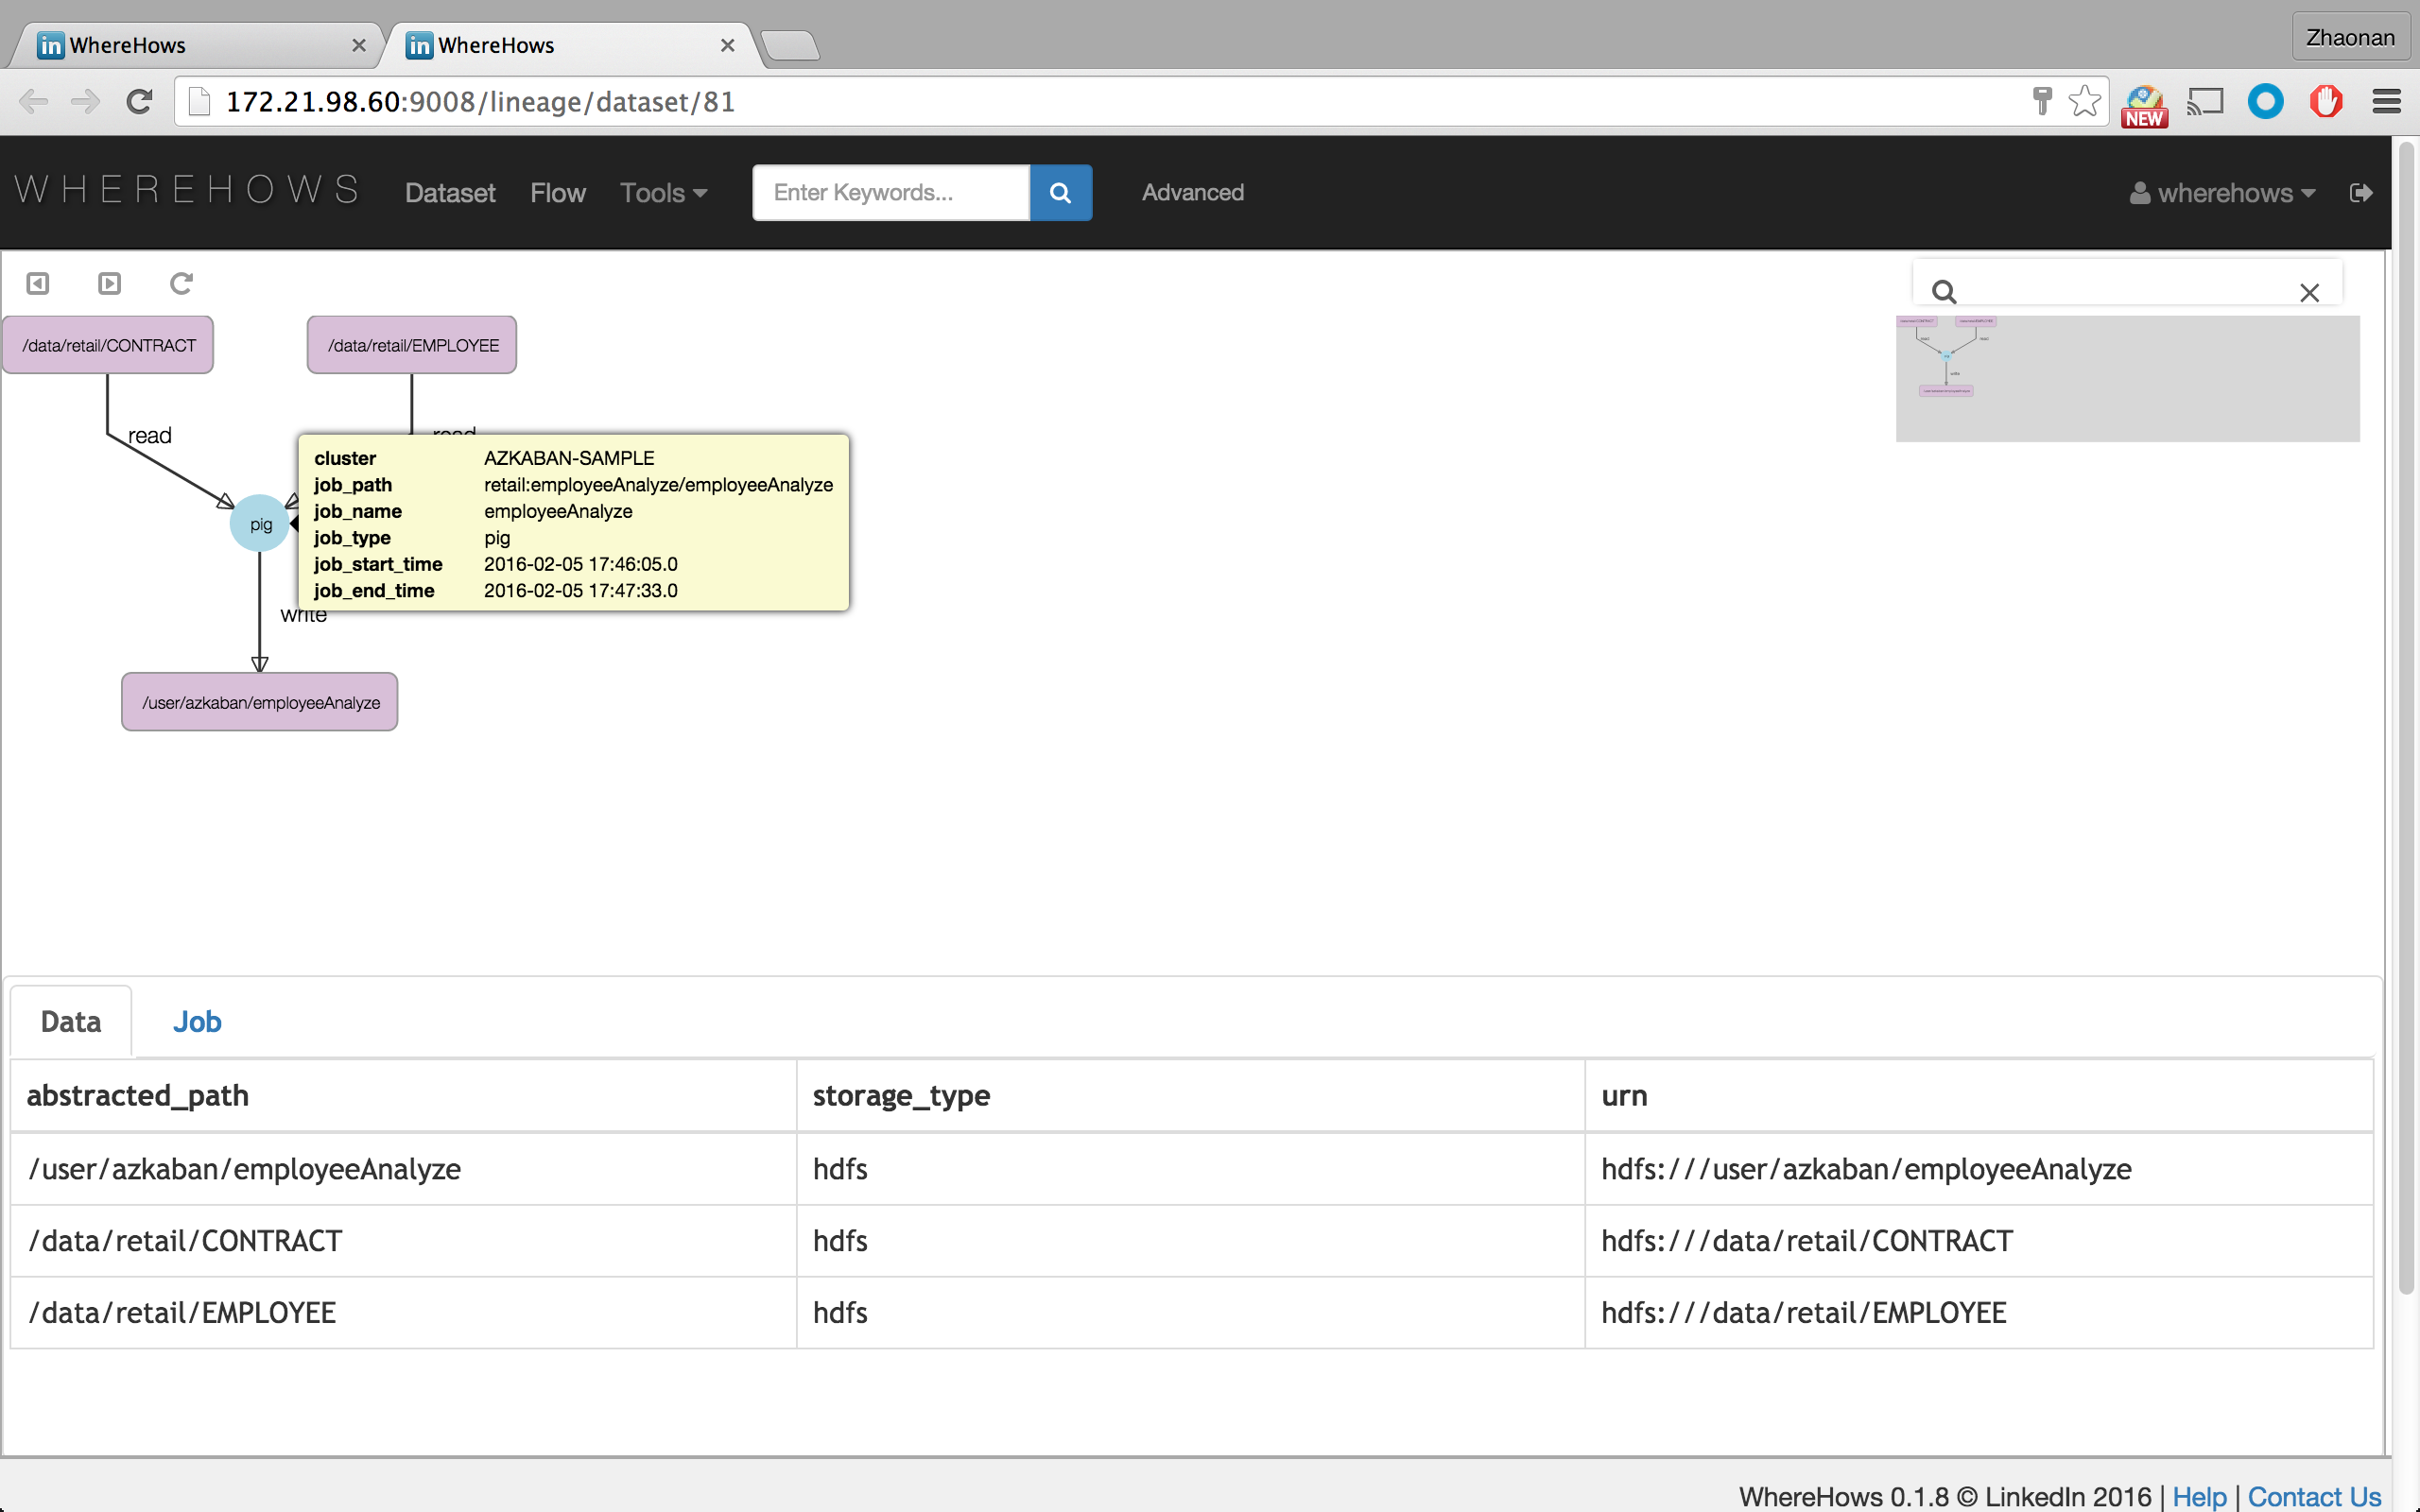 WhereHows
WhereHows
Zhaonan
172.21.98.60:9008/lineage/dataset/81
NEW
WHEREHOWS
Dataset
Flow
Tools
Enter Keywords...
Advanced
wherehows
/data/retail/CONTRACT
/data/retail/EMPLOYEE
read
read
cluster AZKABAN-SAMPLE
job_path retail:employeeAnalyze/employeeAnalyze
job_name employeeAnalyze
job_type pig
job_start_time 2016-02-05 17:46:05.0
job_end_time 2016-02-05 17:47:33.0
pig
write
/user/azkaban/employeeAnalyze
Data
Job
abstracted_path storage_type urn
/user/azkaban/employeeAnalyze hdfs hdfs:///user/azkaban/employeeAnalyze
/data/retail/CONTRACT hdfs hdfs:///data/retail/CONTRACT
/data/retail/EMPLOYEE hdfs hdfs:///data/retail/EMPLOYEE
WhereHows 0.1.8 © LinkedIn 2016 | Help | Contact Us